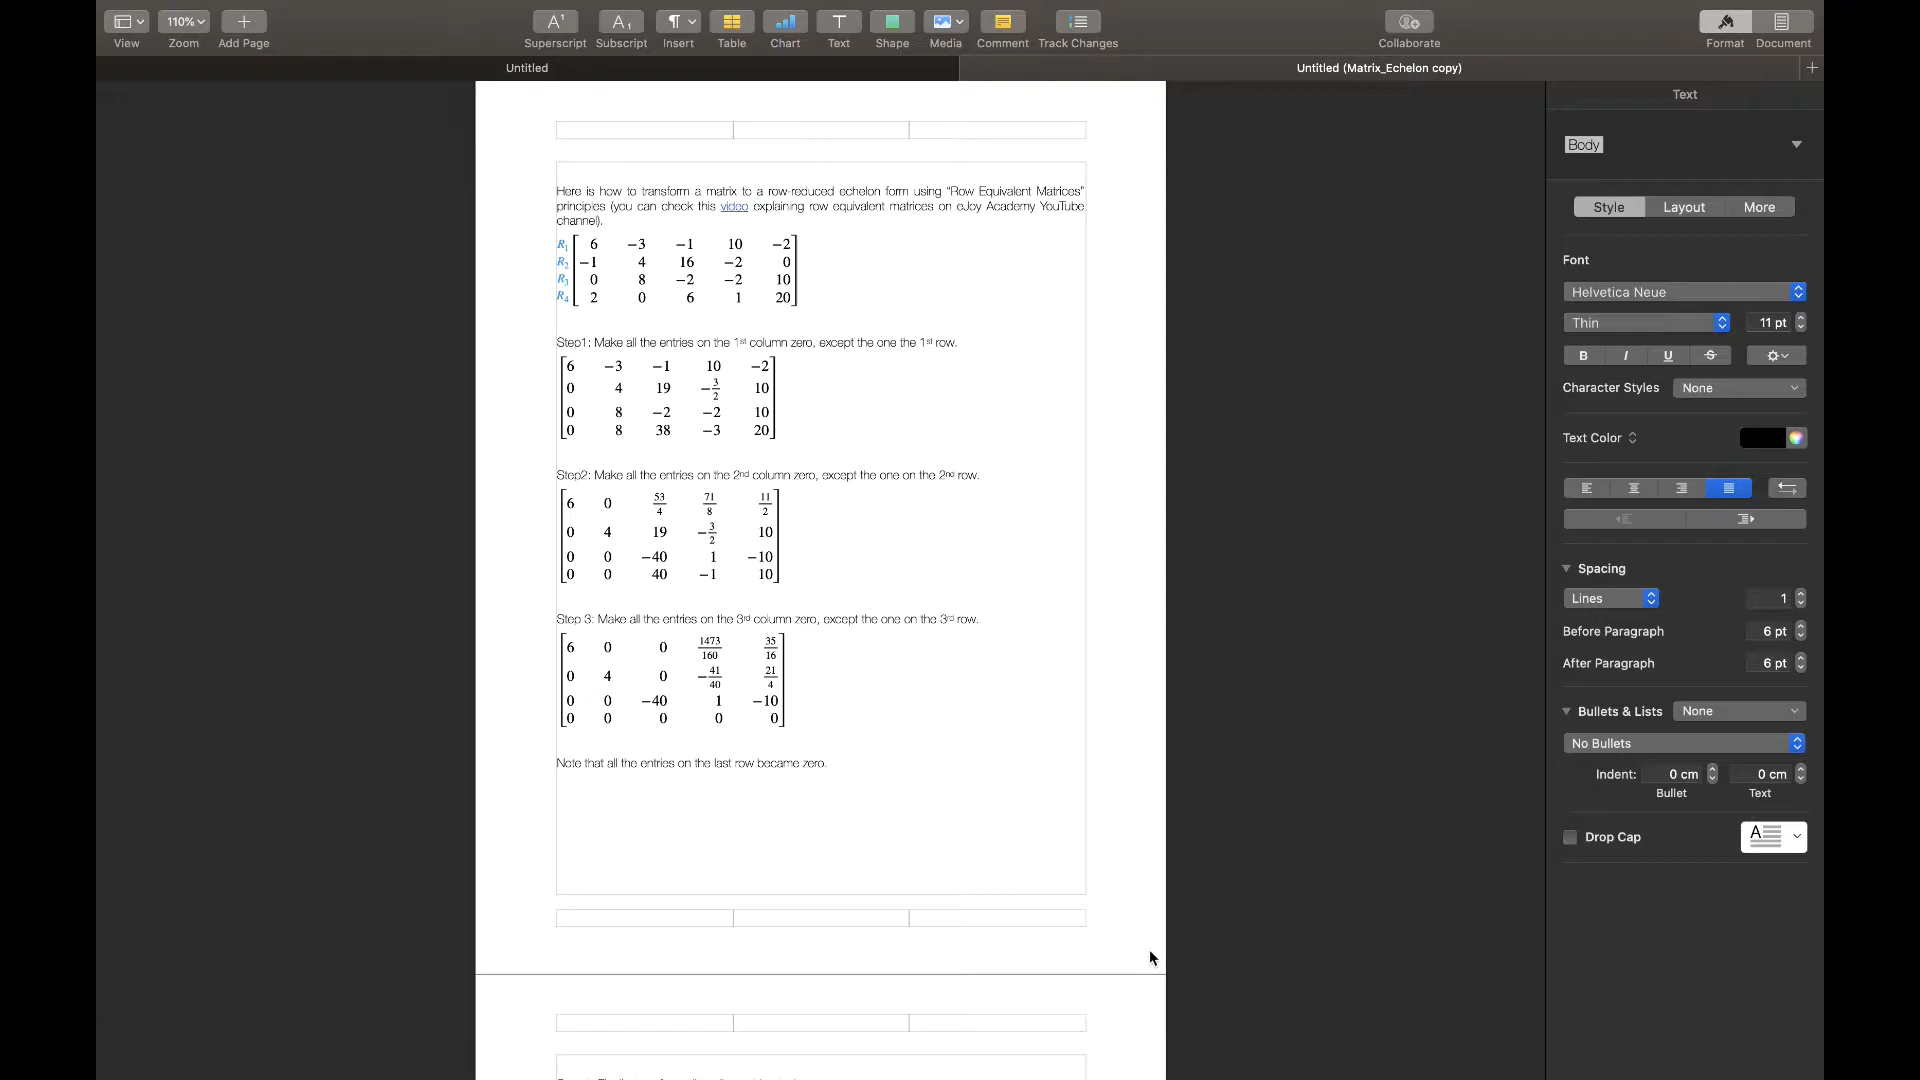 110%
View
Zoom
Add Page
Superscript
Subscript
Insert
Table
Chart
Text
Shape
Media
Comment
Track Changes
Collaborate
Format
Document
Untitled
Untitled (Matrix_Echelon copy)
Here is how to transform a matrix to a row-reduced echelon form using “Row Equivalent Matrices”
principles (you can check this video explaining row equivalent matrices on eJoy Academy YouTube
channel).
R1 6 −3 −1 10 −2
R2 −1 4 16 −2 0
R3 0 8 −2 −2 10
R4 2 0 6 1 20
Step1: Make all the entries on the 1st column zero, except the one the 1st row.
6 −3 −1 10 −2
0 4 19 −3/2 10
0 8 −2 −2 10
0 8 38 −3 20
Step2: Make all the entries on the 2nd column zero, except the one on the 2nd row.
6 0 53/4 71/8 11/2
0 4 19 −3/2 10
0 0 −40 1 −10
0 0 40 −1 10
Step 3: Make all the entries on the 3rd column zero, except the one on the 3rd row.
6 0 0 1473/160 35/16
0 4 0 −41/40 21/4
0 0 −40 1 −10
0 0 0 0 0
Note that all the entries on the last row became zero.
Text
Body
Style
Layout
More
Font
Helvetica Neue
Thin
11 pt
B I U S
Character Styles
None
Text Color
Spacing
Lines
1
Before Paragraph
6 pt
After Paragraph
6 pt
Bullets & Lists
None
No Bullets
Indent:
0 cm
0 cm
Bullet
Text
Drop Cap
A